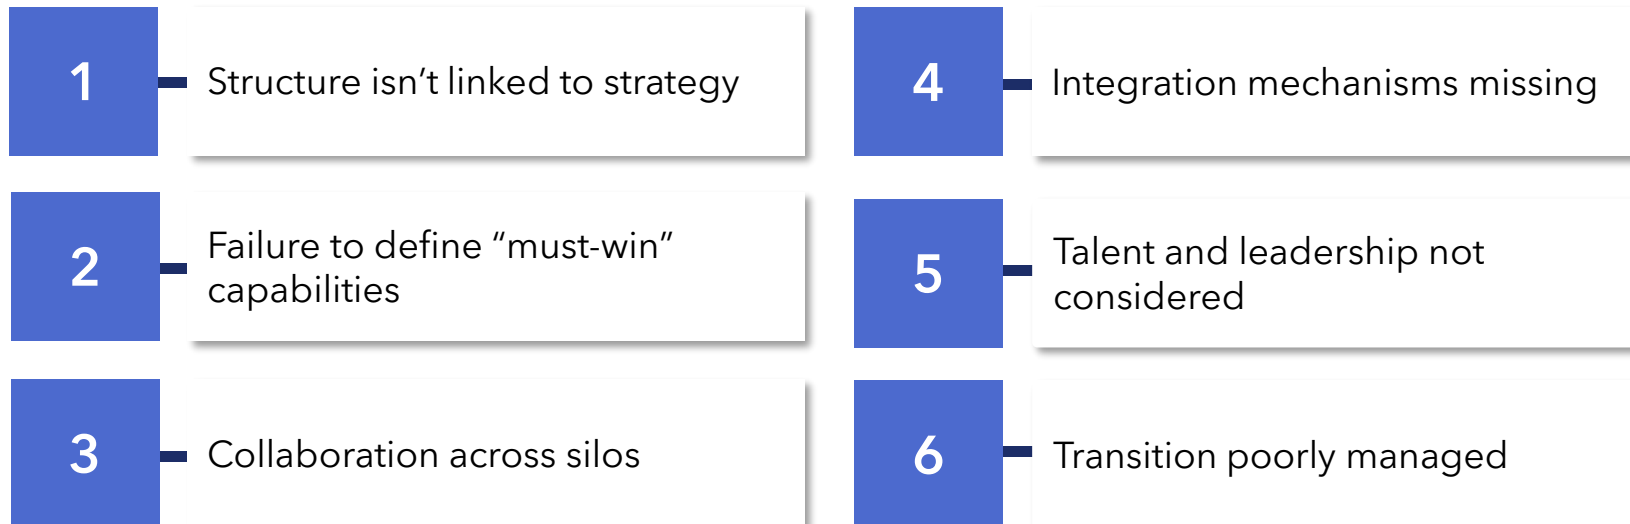 1
Structure isn’t linked to strategy
2
Failure to define “must-win”
capabilities
3
Collaboration across silos
4
Integration mechanisms missing
5
Talent and leadership not
considered
6
Transition poorly managed